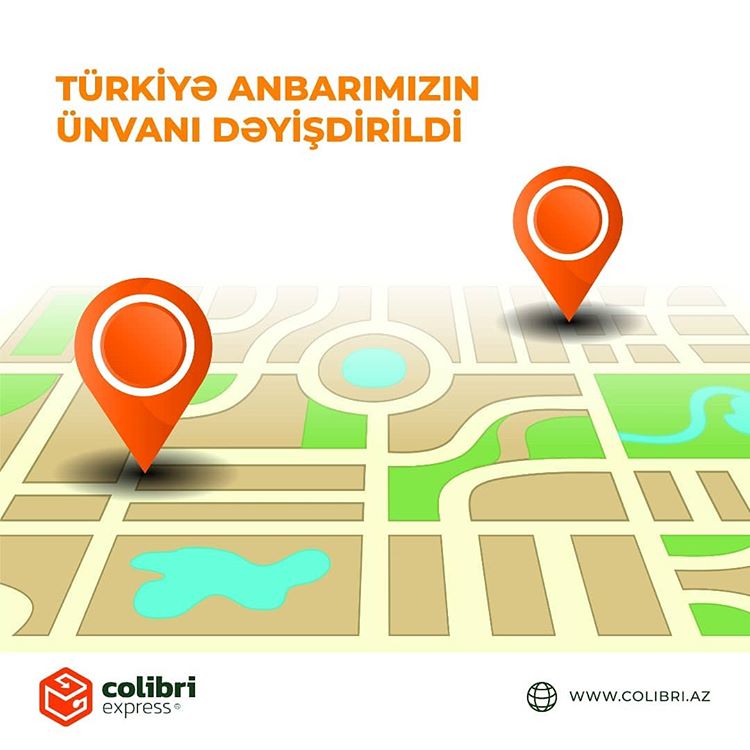 TÜRKİYƏ ANBARIMIZIN
ÜNVANI DƏYİŞDİRİLDİ
colibri
express®
WWW.COLIBRI.AZ